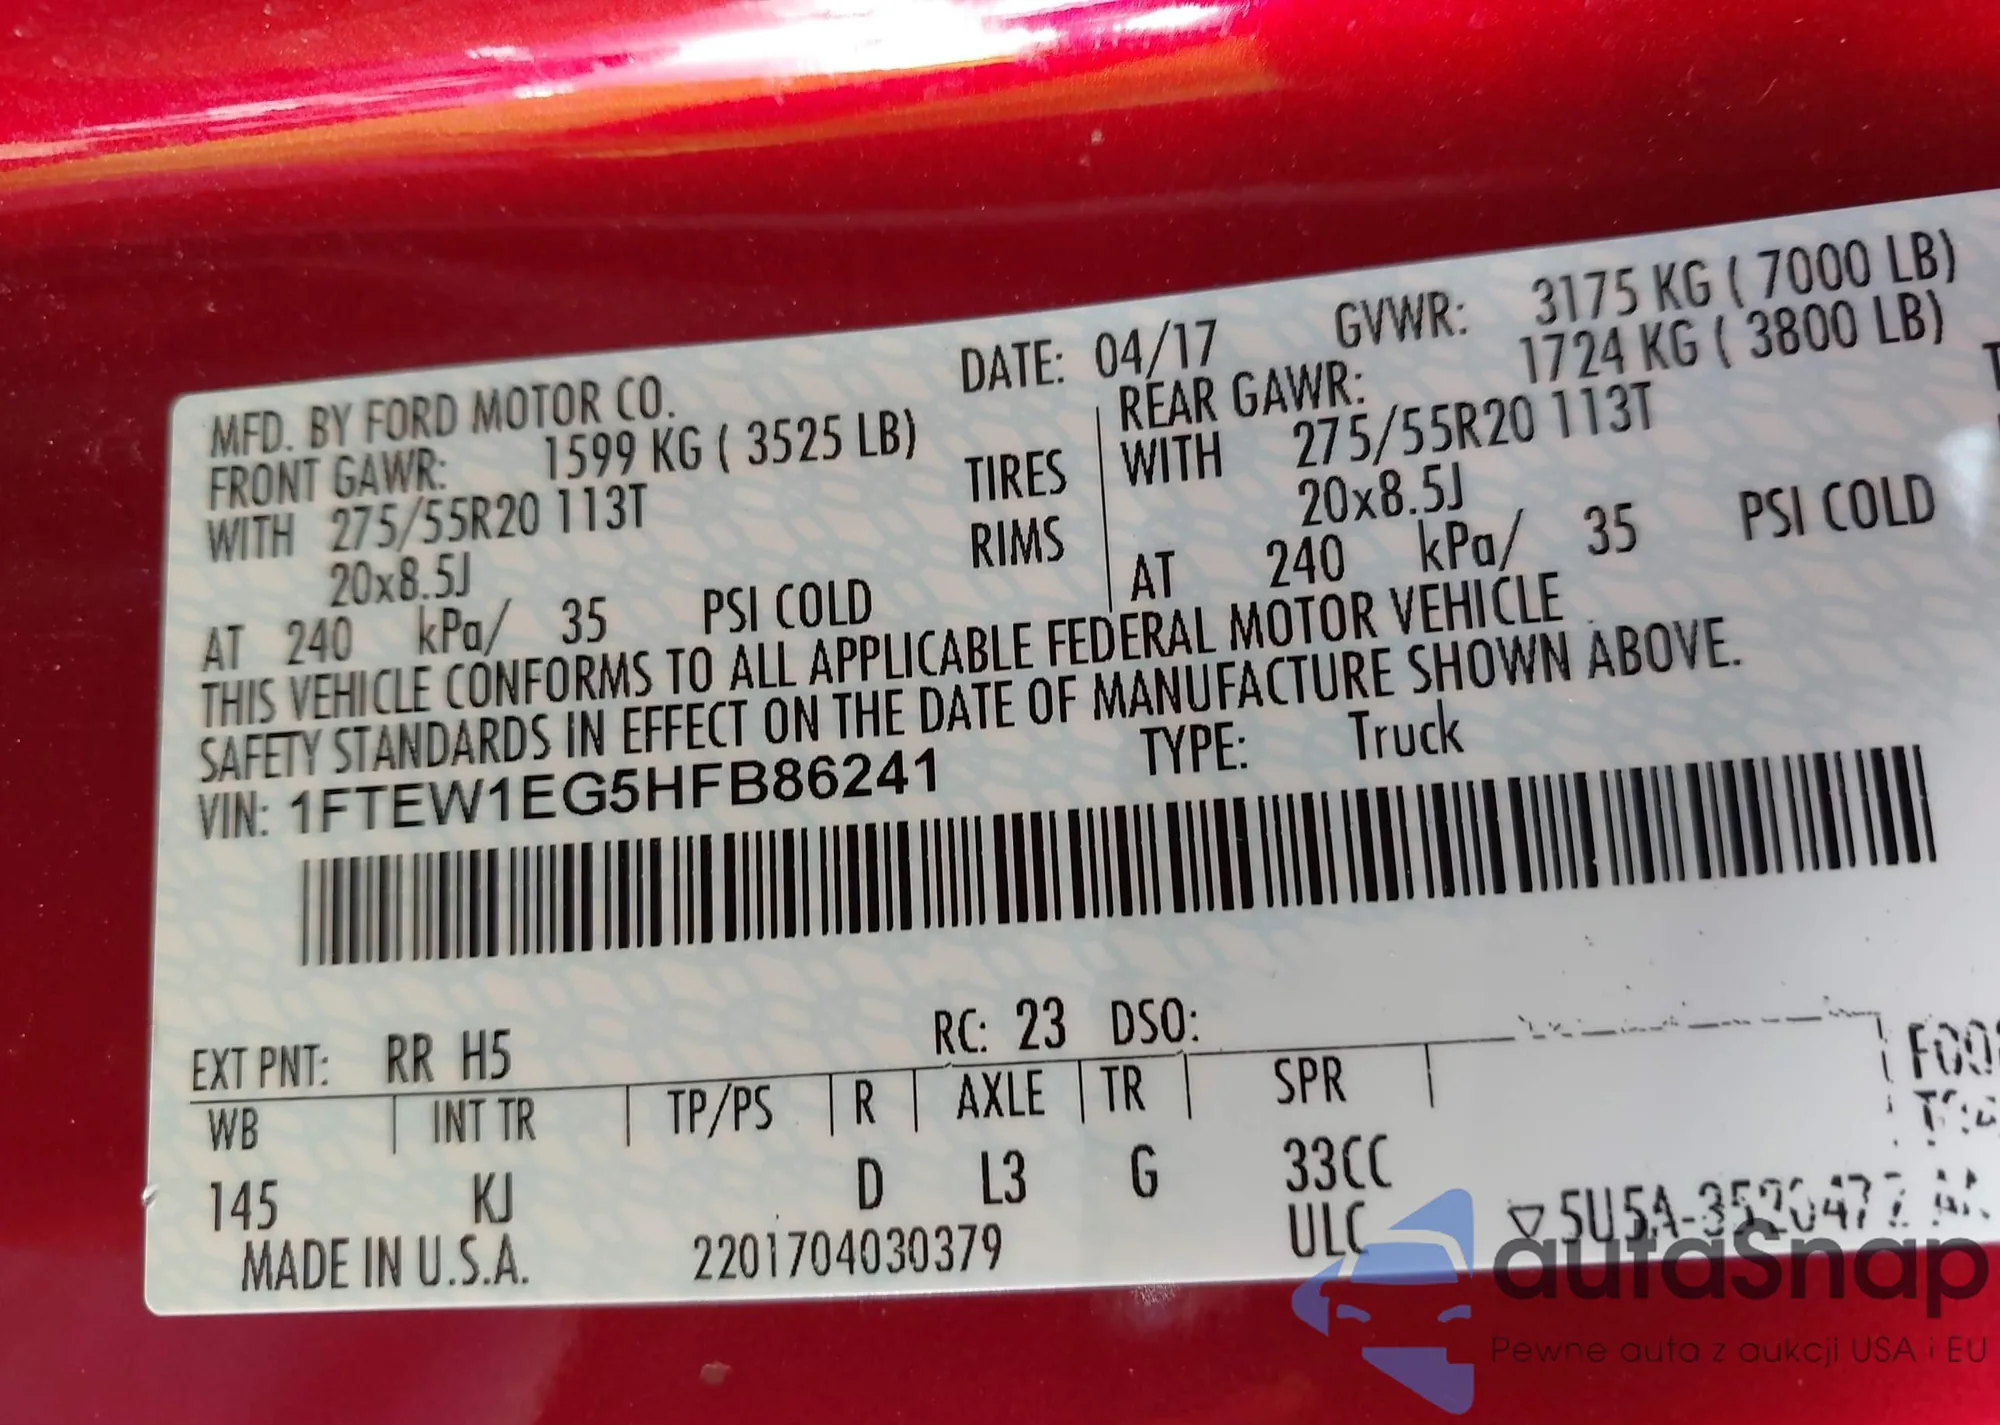 MFD. BY FORD MOTOR CO. DATE: 04/17 GVWR: 3175 KG ( 7000 LB)
FRONT GAWR: 1599 KG ( 3525 LB) REAR GAWR: 1724 KG ( 3800 LB)
WITH 275/55R20 113T TIRES WITH 275/55R20 113T
20x8.5J RIMS 20x8.5J
AT 240 kPa/ 35 PSI COLD AT 240 kPa/ 35 PSI COLD
THIS VEHICLE CONFORMS TO ALL APPLICABLE FEDERAL MOTOR VEHICLE
SAFETY STANDARDS IN EFFECT ON THE DATE OF MANUFACTURE SHOWN ABOVE.
VIN: 1FTEW1EG5HFB86241 TYPE: Truck
EXT PNT: RR H5 RC: 23 DSO:
WB INT TR TP/PS R AXLE TR SPR
145 KJ D L3 G 33CC
ULC
MADE IN U.S.A. 2201704030379
autaSnap
Pewne auta z aukcji USA i EU